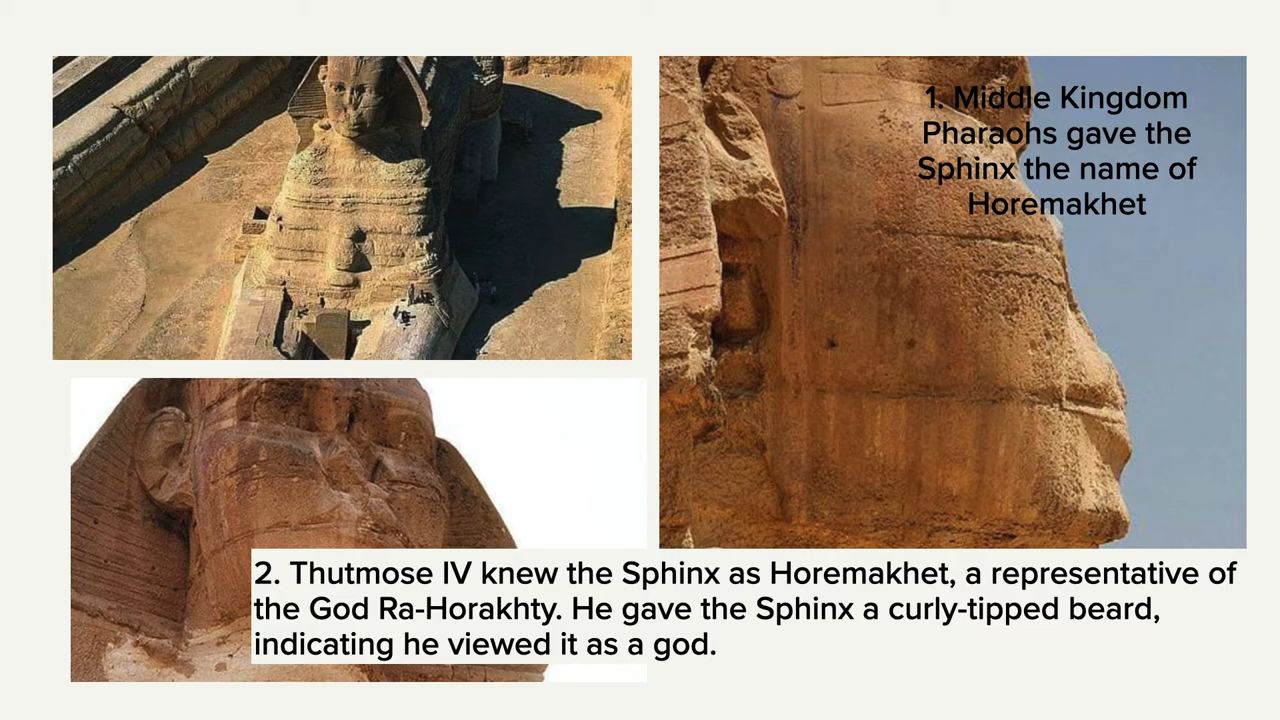 1. Middle Kingdom
Pharaohs gave the
Sphinx the name of
Horemakhet
2. Thutmose IV knew the Sphinx as Horemakhet, a representative of
the God Ra-Horakhty. He gave the Sphinx a curly-tipped beard,
indicating he viewed it as a god.